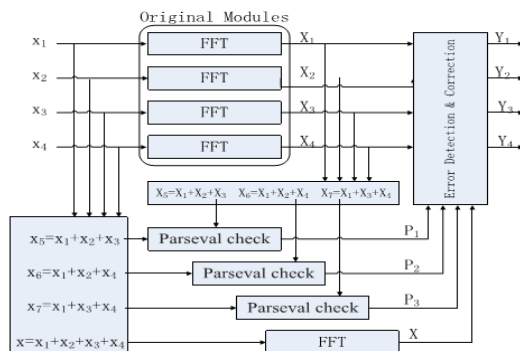 Original Modules
x₁ FFT X₁ Y₁
x₂ FFT X₂ Y₂
x₃ FFT X₃ Y₃
x₄ FFT X₄ Y₄
Error Detection & Correction
X₅=X₁+X₂+X₃ X₆=X₁+X₂+X₄ X₇=X₁+X₃+X₄
x₅=x₁+x₂+x₃ Parseval check P₁
x₆=x₁+x₂+x₄ Parseval check P₂
x₇=x₁+x₃+x₄ Parseval check P₃
x=x₁+x₂+x₃+x₄ FFT X